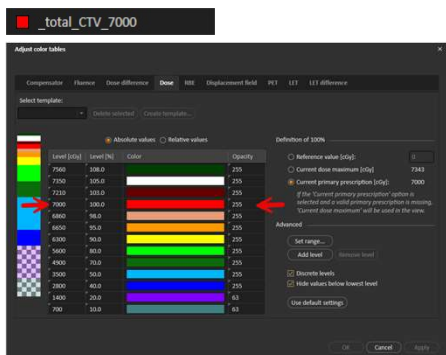 _total_CTV_7000
Adjust color tables
Compensator Fluence Dose difference Dose RBE Displacement field PET LET LET difference
Select template:
Delete selected Create template...
Absolute values Relative values
Level [cGy] Level [%] Color Opacity
7560 108.0 255
7350 105.0 255
7210 103.0 255
7000 100.0 255
6860 98.0 255
6650 95.0 255
6300 90.0 255
5600 80.0 255
4900 70.0 255
3500 50.0 255
2800 40.0 255
1400 20.0 63
700 10.0 63
Definition of 100%
Reference value [cGy]: 0
Current dose maximum [cGy] 7343
Current primary prescription [cGy]: 7000
If the 'Current primary prescription' option is
selected and a valid primary prescription is missing,
'Current dose maximum' will be used in the view.
Advanced
Set range...
Add level Remove level
Discrete levels
Hide values below lowest level
Use default settings
OK Cancel Apply